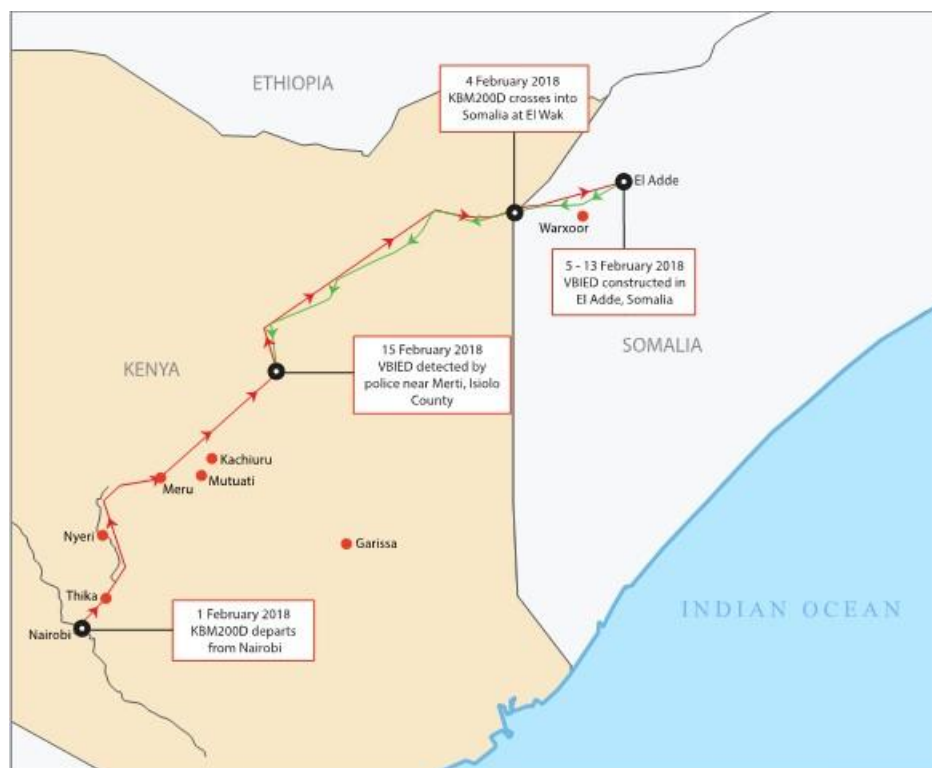 ETHIOPIA
4 February 2018
KBM200D crosses into
Somalia at El Wak
El Adde
Warxoor
5 - 13 February 2018
VBIED constructed in
El Adde, Somalia
SOMALIA
KENYA
15 February 2018
VBIED detected by
police near Merti, Isiolo
County
Kachiuru
Mutuati
Meru
Nyeri
Garissa
Thika
Nairobi
1 February 2018
KBM200D departs
from Nairobi
INDIAN OCEAN